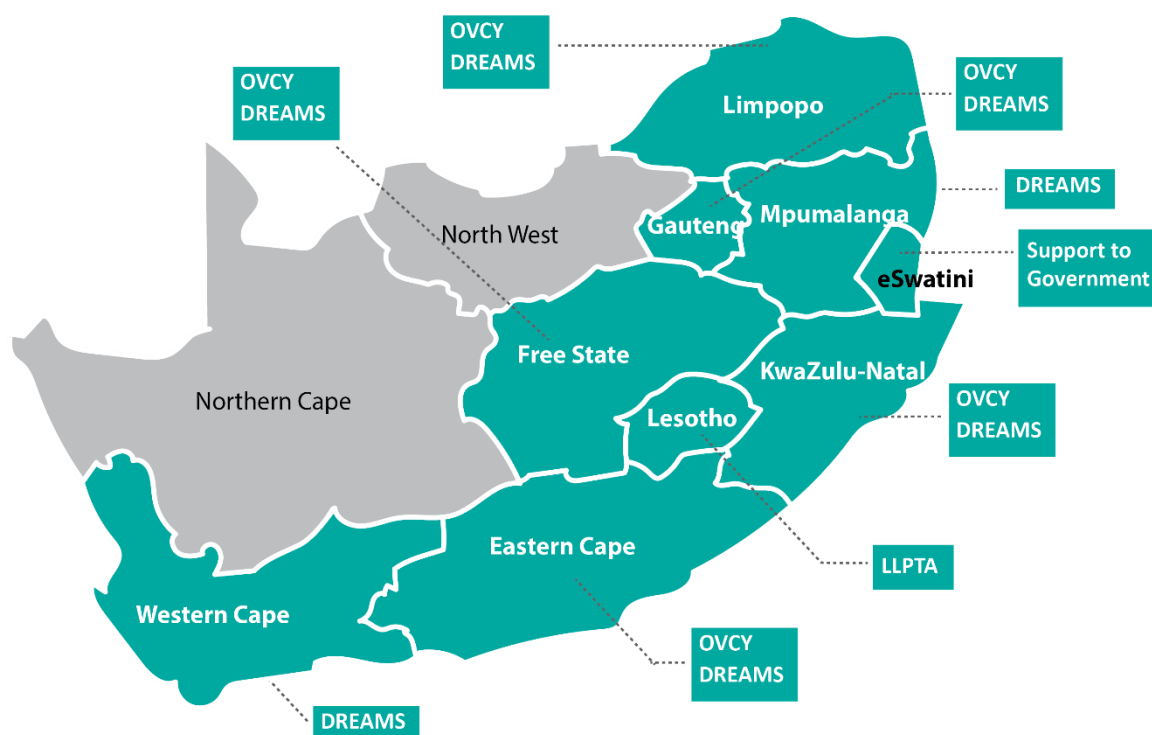 OVCY
DREAMS
OVCY
DREAMS
OVCY
DREAMS
Limpopo
DREAMS
Mpumalanga
Gauteng
North West
Support to
Government
eSwatini
Free State
KwaZulu-Natal
Northern Cape
Lesotho
OVCY
DREAMS
Eastern Cape
LLPTA
Western Cape
OVCY
DREAMS
DREAMS